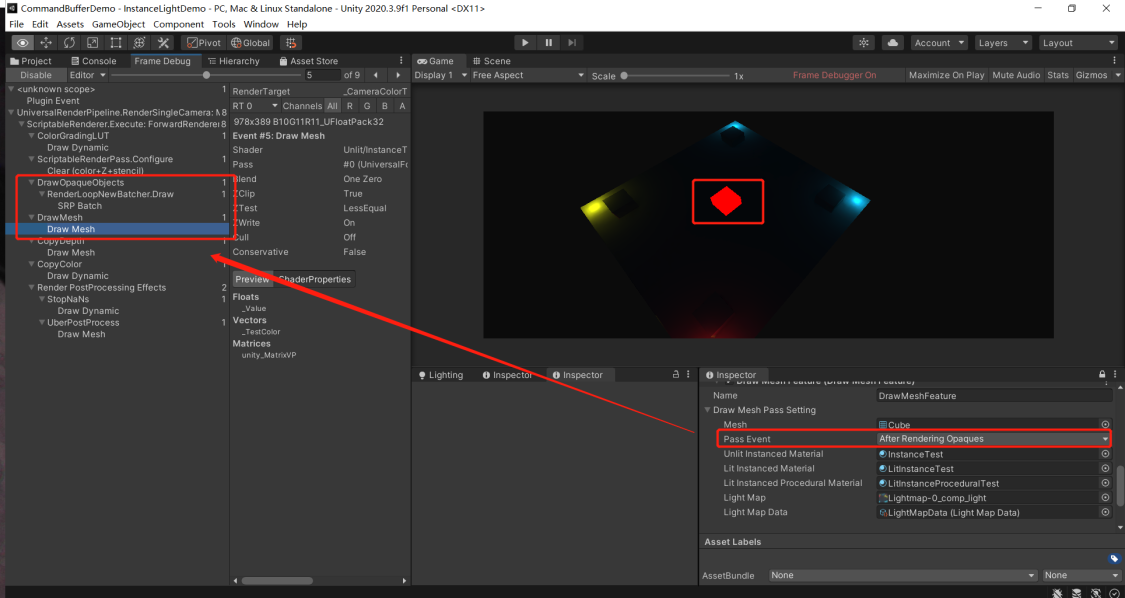 CommandBufferDemo - InstanceLightDemo - PC, Mac & Linux Standalone - Unity 2020.3.9f1 Personal <DX11>
File Edit Assets GameObject Component Tools Window Help
Pivot Global Account Layers Layout
Project Console Frame Debug Hierarchy Asset Store
Disable Editor 5 of 9
<unknown scope> 1
Plugin Event
UniversalRenderPipeline.RenderSingleCamera: 8
ScriptableRenderer.Execute: ForwardRenderer 8
ColorGradingLUT 1
Draw Dynamic
ScriptableRenderPass.Configure 1
Clear (color+Z+stencil)
DrawOpaqueObjects 1
RenderLoopNewBatcher.Draw 1
SRP Batch
DrawMesh 1
Draw Mesh
CopyDepth 1
Draw Mesh
CopyColor 1
Draw Dynamic
Render PostProcessing Effects 2
StopNaNs 1
Draw Dynamic
UberPostProcess 1
Draw Mesh
RenderTarget _CameraColorT
RT 0 Channels All R G B A
978x389 B10G11R11_UFloatPack32
Event #5: Draw Mesh
Shader Unlit/InstanceT
Pass #0 (UniversalFo
Blend One Zero
ZClip True
ZTest LessEqual
ZWrite On
Cull Off
Conservative False
Preview ShaderProperties
Floats
_Value
Vectors
_TestColor
Matrices
unity_MatrixVP
Game Scene
Display 1 Free Aspect Scale 1x Frame Debugger On Maximize On Play Mute Audio Stats Gizmos
Lighting Inspector Inspector
Inspector
Draw Mesh Feature (Draw Mesh Feature)
Name DrawMeshFeature
Draw Mesh Pass Setting
Mesh Cube
Pass Event After Rendering Opaques
Unlit Instanced Material InstanceTest
Lit Instanced Material LitInstanceTest
Lit Instanced Procedural Material LitInstanceProceduralTest
Light Map Lightmap-0_comp_light
Light Map Data LightMapData (Light Map Data)
Asset Labels
AssetBundle None None